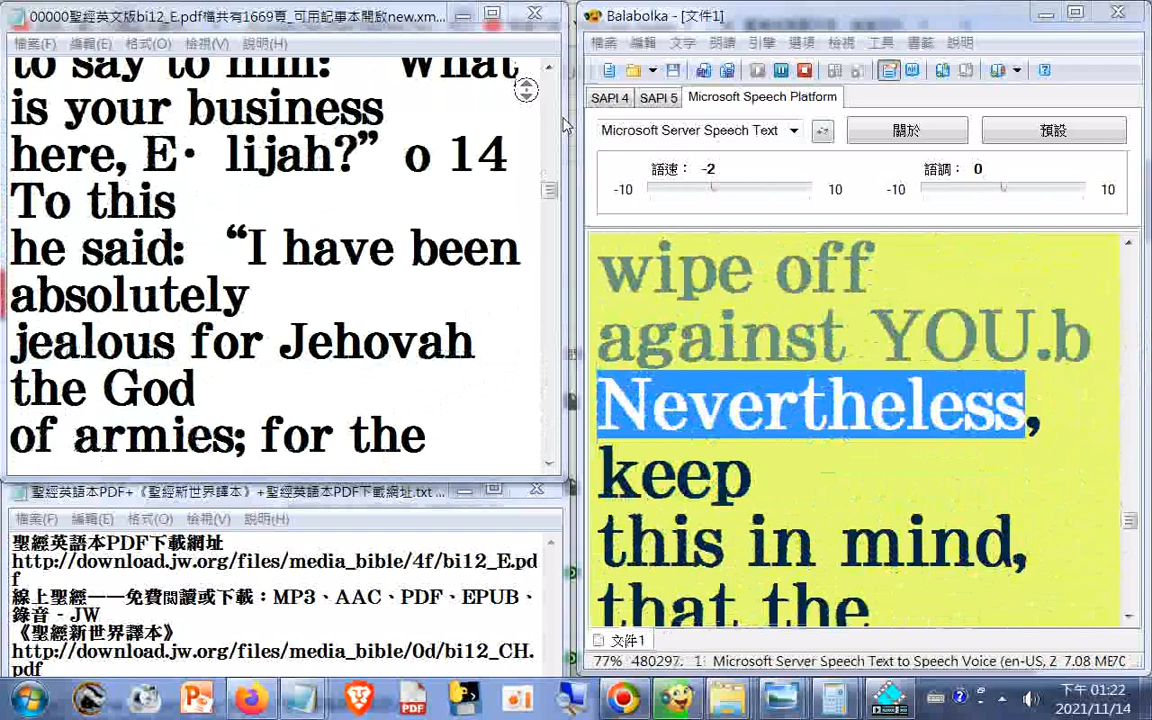 00000聖經英文版bi12_E.pdf檔共有1669頁_可用記事本開啟new.xm...
檔案(F) 編輯(E) 格式(O) 檢視(V) 說明(H)
to say to him: “What
is your business
here, E· lijah?” o 14
To this
he said: “I have been
absolutely
jealous for Jehovah
the God
of armies; for the
聖經英語本PDF+《聖經新世界譯本》+聖經英語本PDF下載網址.txt ...
檔案(F) 編輯(E) 格式(O) 檢視(V) 說明(H)
聖經英語本PDF下載網址
http://download.jw.org/files/media_bible/4f/bi12_E.pd
f
線上聖經——免費閱讀或下載：MP3、AAC、PDF、EPUB、
錄音 - JW
《聖經新世界譯本》
http://download.jw.org/files/media_bible/0d/bi12_CH.
pdf
Balabolka - [文件1]
檔案 編輯 文字 朗讀 引擎 選項 檢視 工具 書籤 說明
SAPI 4 SAPI 5 Microsoft Speech Platform
Microsoft Server Speech Text 關於 預設
語速： -2 語調： 0
-10 10 -10 10
wipe off
against YOU.b
Nevertheless,
keep
this in mind,
that the
文件1
77% 480297, 1: Microsoft Server Speech Text to Speech Voice (en-US, Z 7.08 ME
PDF
下午 01:22
2021/11/14